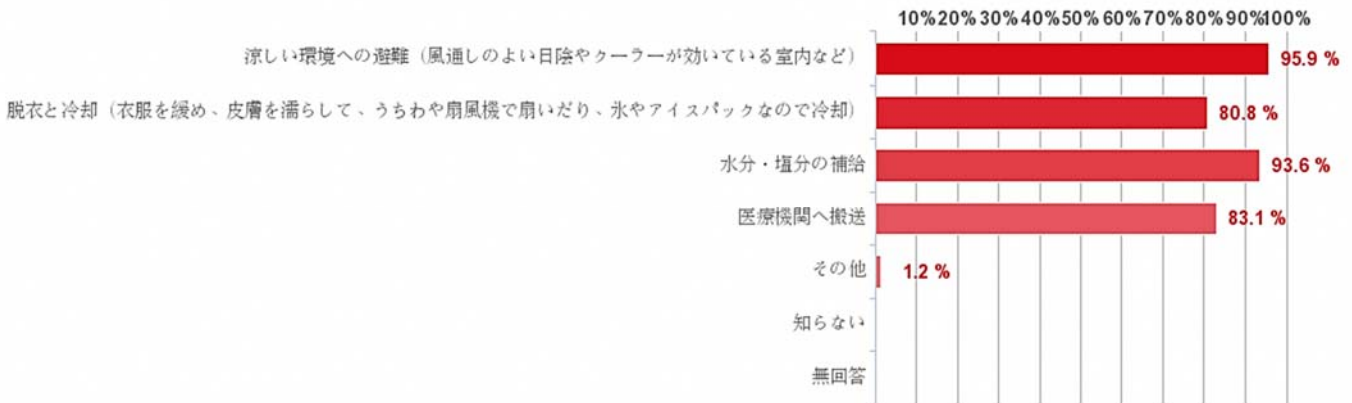 10%20%30%40%50%60%70%80%90%100%
涼しい環境への避難（風通しのよい日陰やクーラーが効いている室内など） 95.9 %
脱衣と冷却（衣服を緩め、皮膚を濡らして、うちわや扇風機で扇いだり、氷やアイスパックなので冷却） 80.8 %
水分・塩分の補給 93.6 %
医療機関へ搬送 83.1 %
その他 1.2 %
知らない
無回答